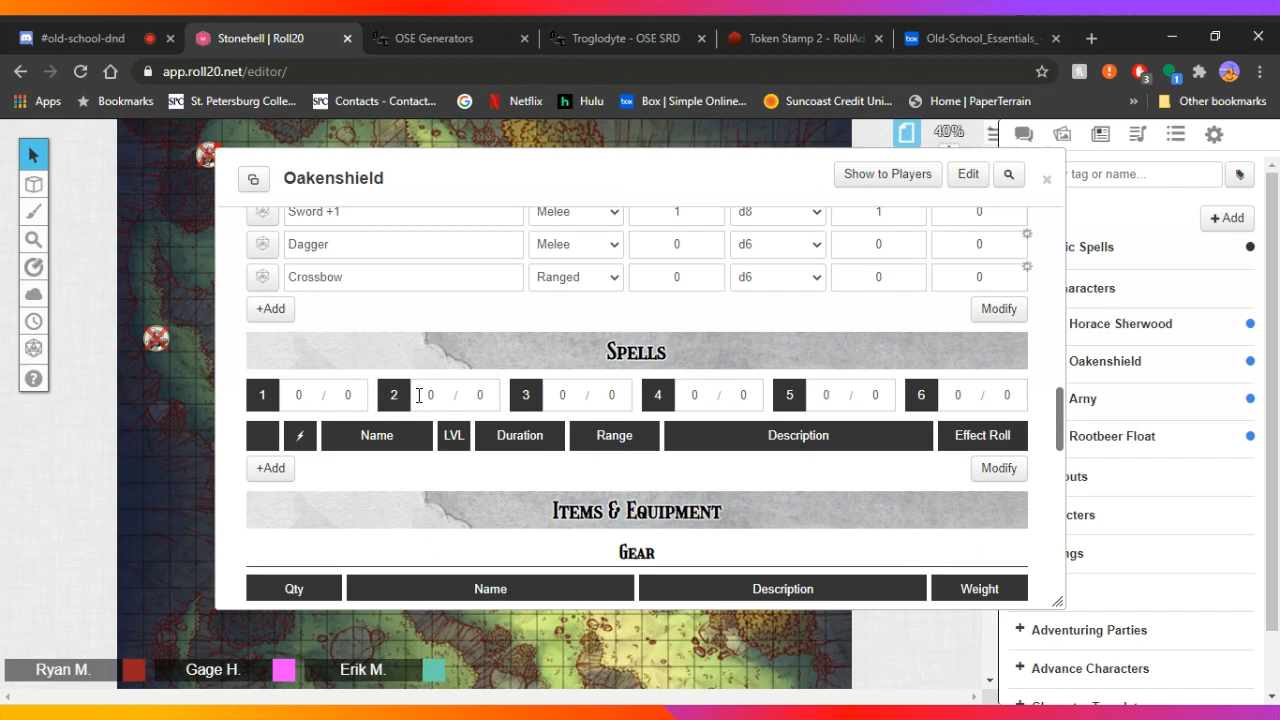 #old-school-dnd
Stonehell | Roll20
OSE Generators
Troglodyte - OSE SRD
Token Stamp 2 - RollAd
Old-School_Essentials_
app.roll20.net/editor/
3
1
Apps
Bookmarks
SPC St. Petersburg Colle...
SPC Contacts - Contact...
Netflix
h Hulu
box Box | Simple Online...
Suncoast Credit Uni...
Home | PaperTerrain
»
Other bookmarks
40%
Oakenshield
Show to Players
Edit
y tag or name...
+ Add
Sword +1 Melee 1 d8 1 0
Dagger Melee 0 d6 0 0
Crossbow Ranged 0 d6 0 0
+Add
Modify
Spells
1 0 / 0 2 0 / 0 3 0 / 0 4 0 / 0 5 0 / 0 6 0 / 0
Name LVL Duration Range Description Effect Roll
+Add
Modify
Items & Equipment
Gear
Qty Name Description Weight
ic Spells
aracters
Horace Sherwood
Oakenshield
Arny
Rootbeer Float
outs
cters
ngs
+ Adventuring Parties
+ Advance Characters
Ryan M.
Gage H.
Erik M.